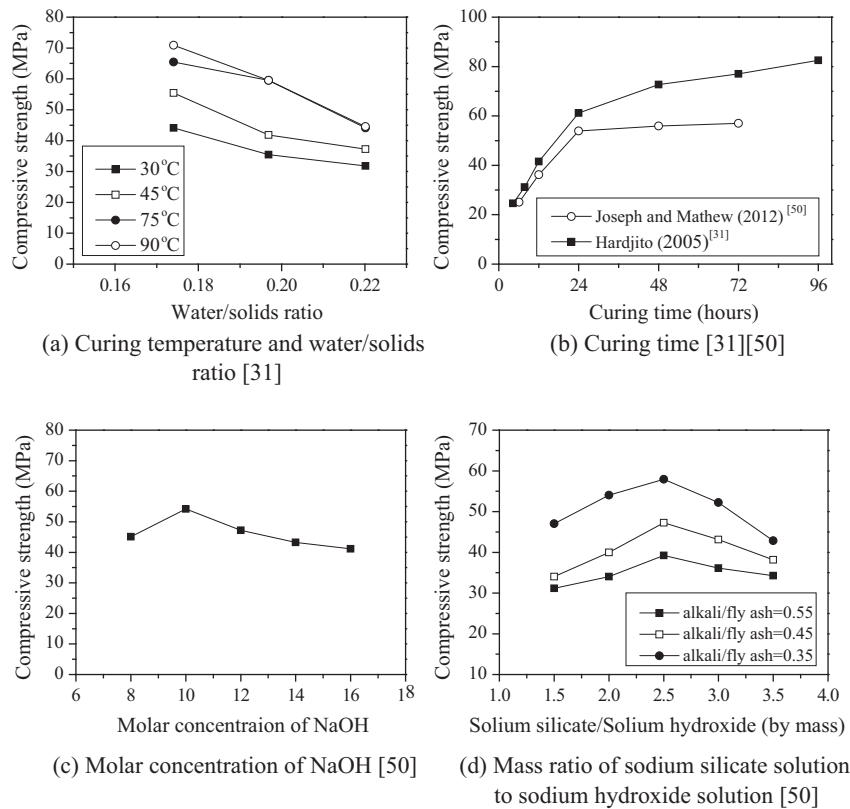 Compressive strength (MPa)
80
70
60
50
40
30
20
10
0
30°C
45°C
75°C
90°C
0.16 0.18 0.20 0.22
Water/solids ratio
(a) Curing temperature and water/solids
ratio [31]
Compressive strength (MPa)
100
80
60
40
20
0
Joseph and Mathew (2012)[50]
Hardjito (2005)[31]
0 24 48 72 96
Curing time (hours)
(b) Curing time [31][50]
Compressive strength (MPa)
80
70
60
50
40
30
20
10
0
6 8 10 12 14 16 18
Molar concentraion of NaOH
(c) Molar concentration of NaOH [50]
Compressive strength (MPa)
70
60
50
40
30
20
10
alkali/fly ash=0.55
alkali/fly ash=0.45
alkali/fly ash=0.35
1.0 1.5 2.0 2.5 3.0 3.5 4.0
Solium silicate/Solium hydroxide (by mass)
(d) Mass ratio of sodium silicate solution
to sodium hydroxide solution [50]